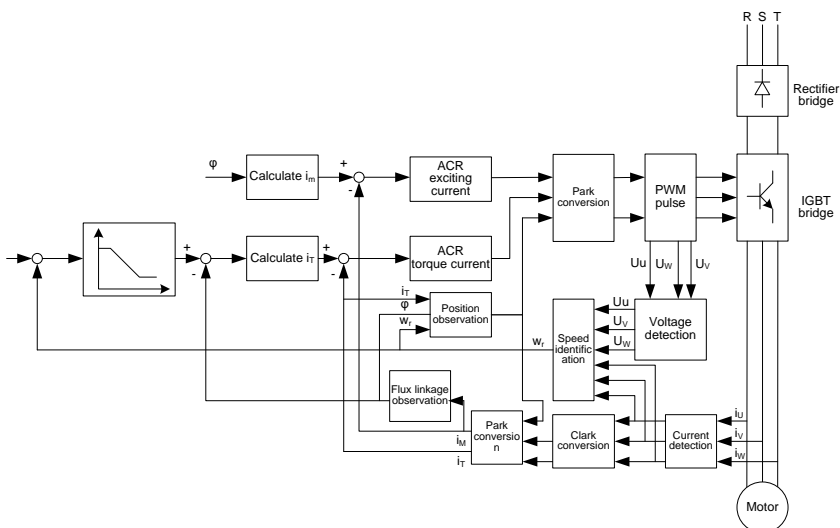 R S T
Rectifier
bridge
φ
Calculate im
+
-
ACR
exciting
current
Park
conversion
PWM
pulse
IGBT
bridge
+
-
Calculate iT
+
-
ACR
torque current
Uu UW UV
iT
φ
wr
Position
observation
wr
Speed
identific
ation
Uu
UV
UW
Voltage
detection
Flux linkage
observation
iM
iT
Park
conversio
n
Clark
conversion
Current
detection
iU
iV
iW
Motor